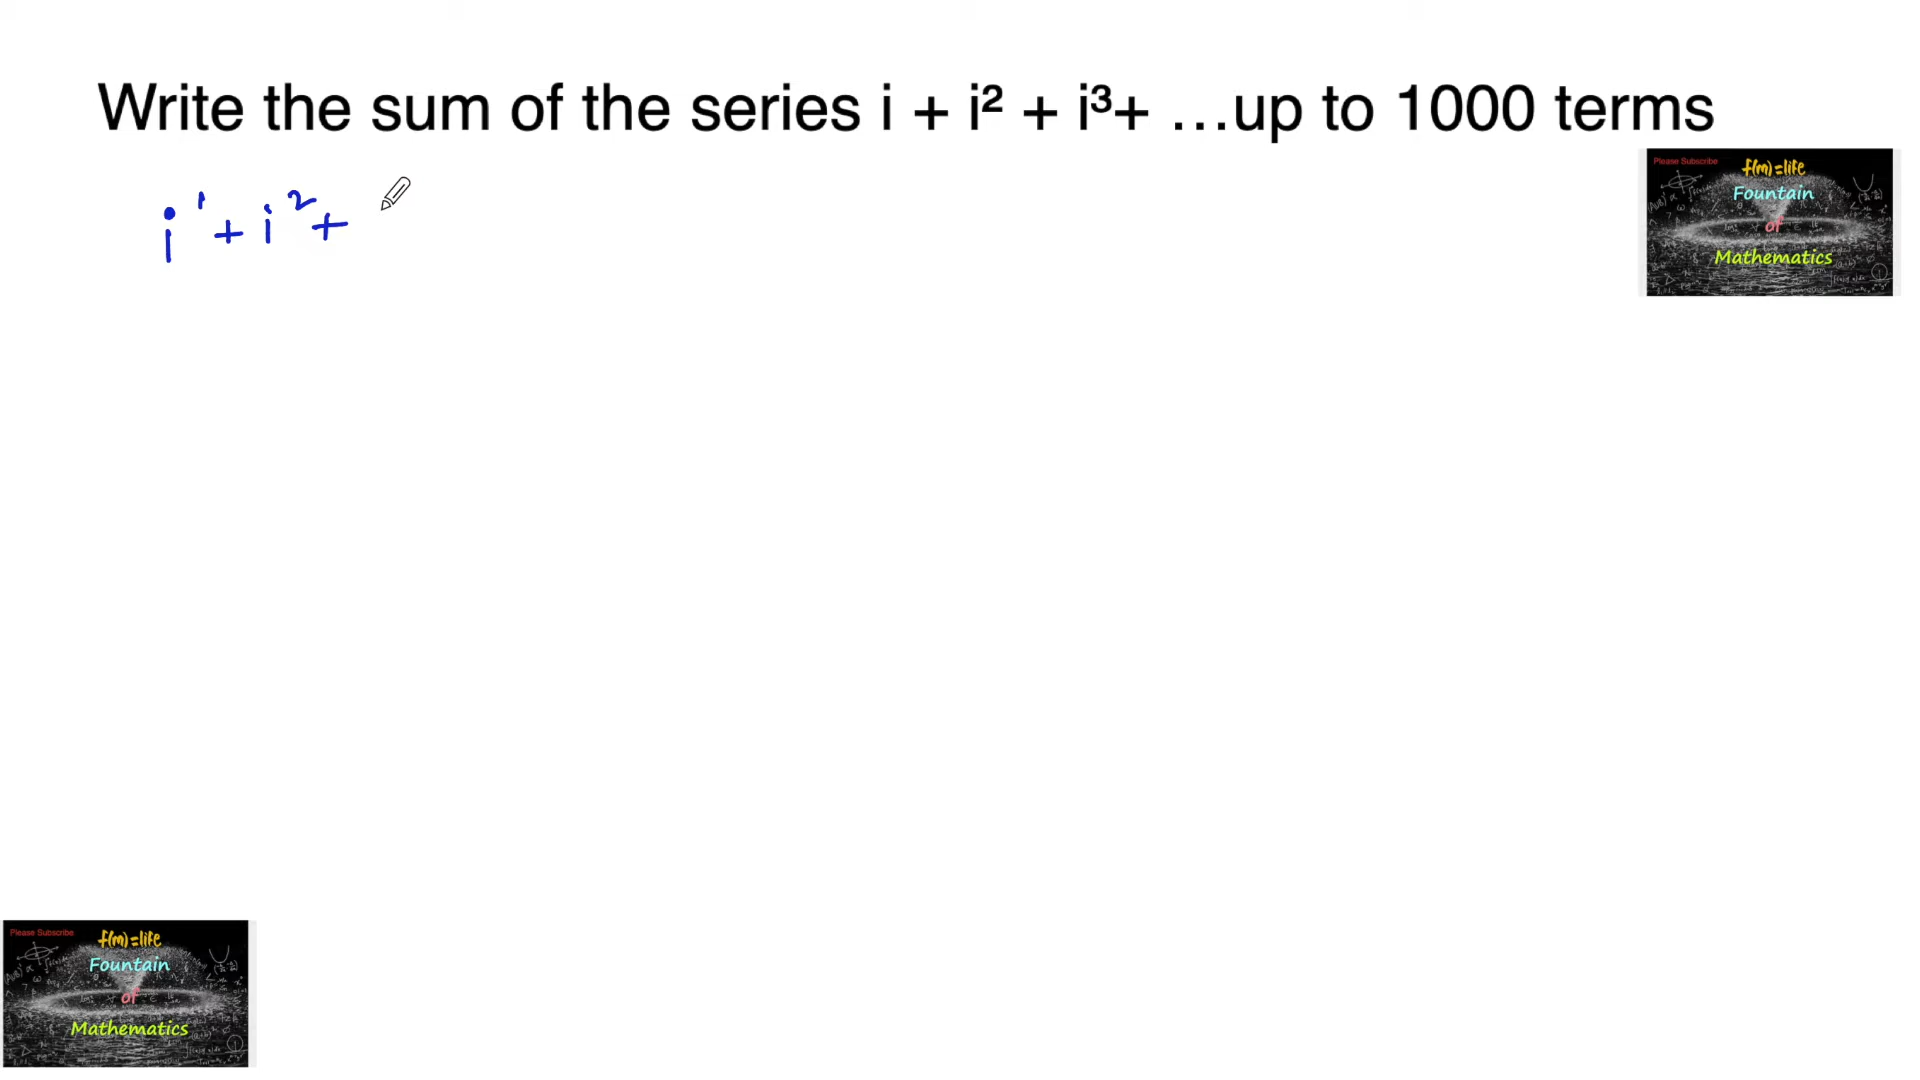 Write the sum of the series i + i² + i³+ …up to 1000 terms
i¹ + i² +
Please Subscribe
f(m)=life
Fountain
of
Mathematics
Please Subscribe
f(m)=life
Fountain
of
Mathematics